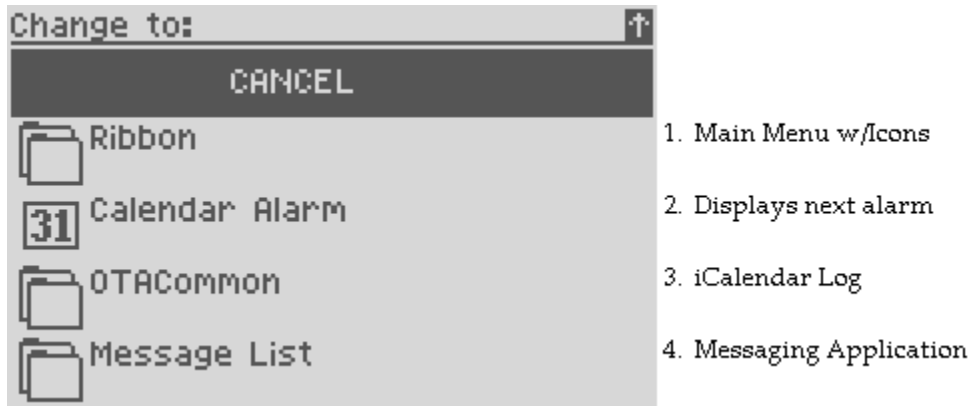 Change to:
CANCEL
Ribbon
1. Main Menu w/Icons
31 Calendar Alarm
2. Displays next alarm
OTACommon
3. iCalendar Log
Message List
4. Messaging Application